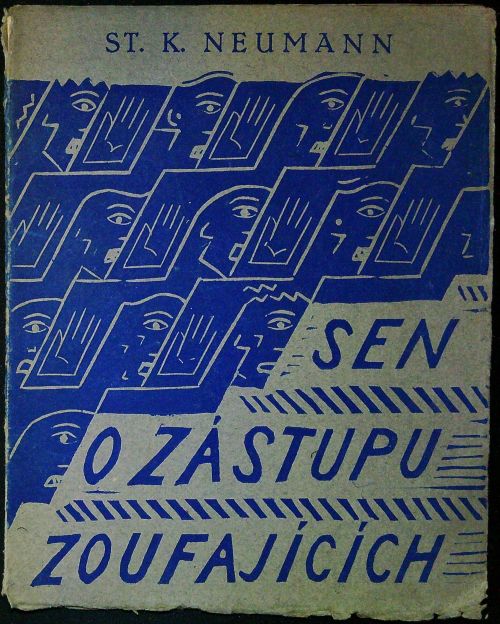 ST. K. NEUMANN
SEN
O ZÁSTUPU
ZOUFAJÍCÍCH